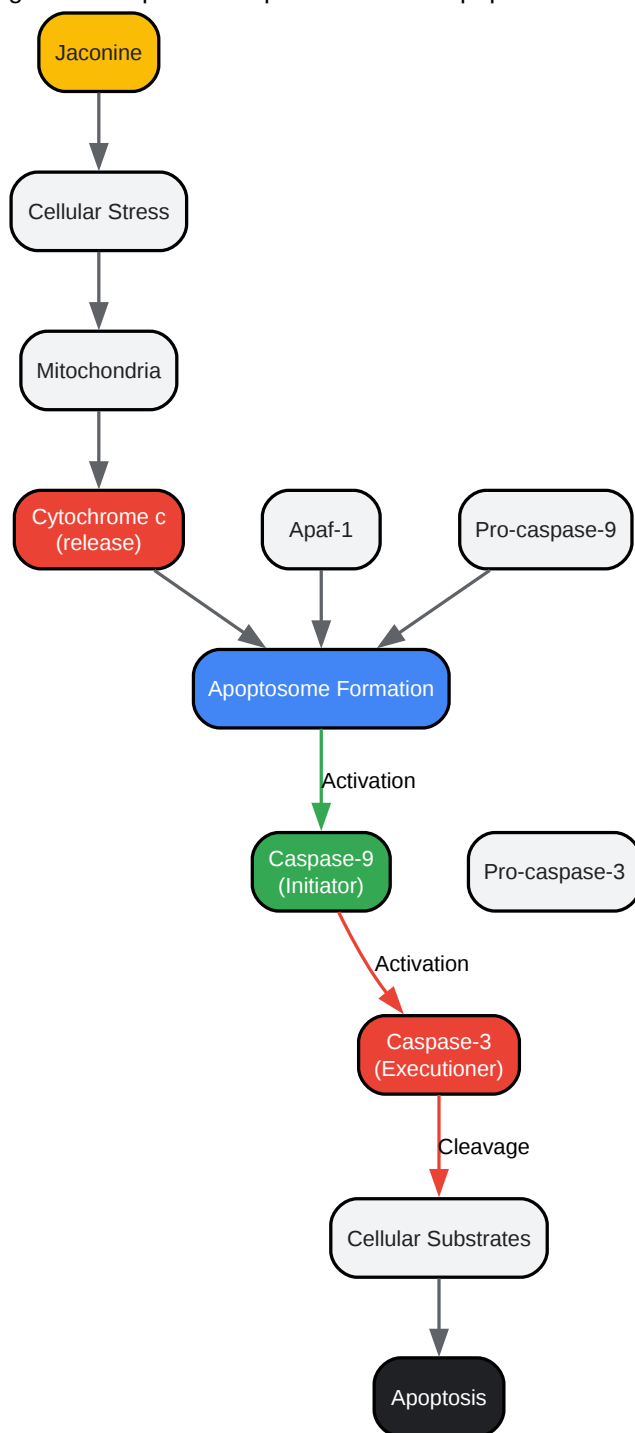 Jaconine
Cellular Stress
Mitochondria
Cytochrome c
(release)
Apaf-1
Pro-caspase-9
Apoptosome Formation
Activation
Caspase-9
(Initiator)
Pro-caspase-3
Activation
Caspase-3
(Executioner)
Cleavage
Cellular Substrates
Apoptosis